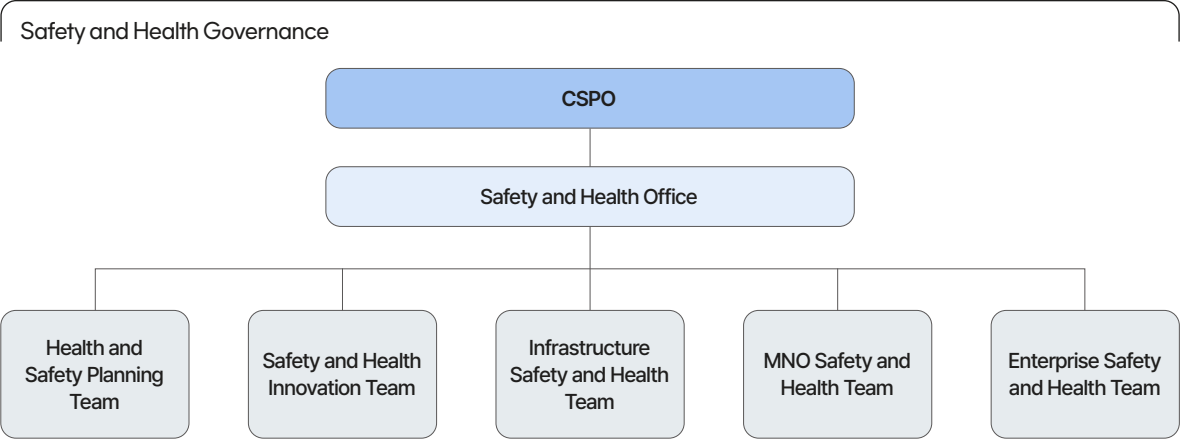 Safety and Health Governance
CSPO
Safety and Health Office
Health and
Safety Planning
Team
Safety and Health
Innovation Team
Infrastructure
Safety and Health
Team
MNO Safety and
Health Team
Enterprise Safety
and Health Team